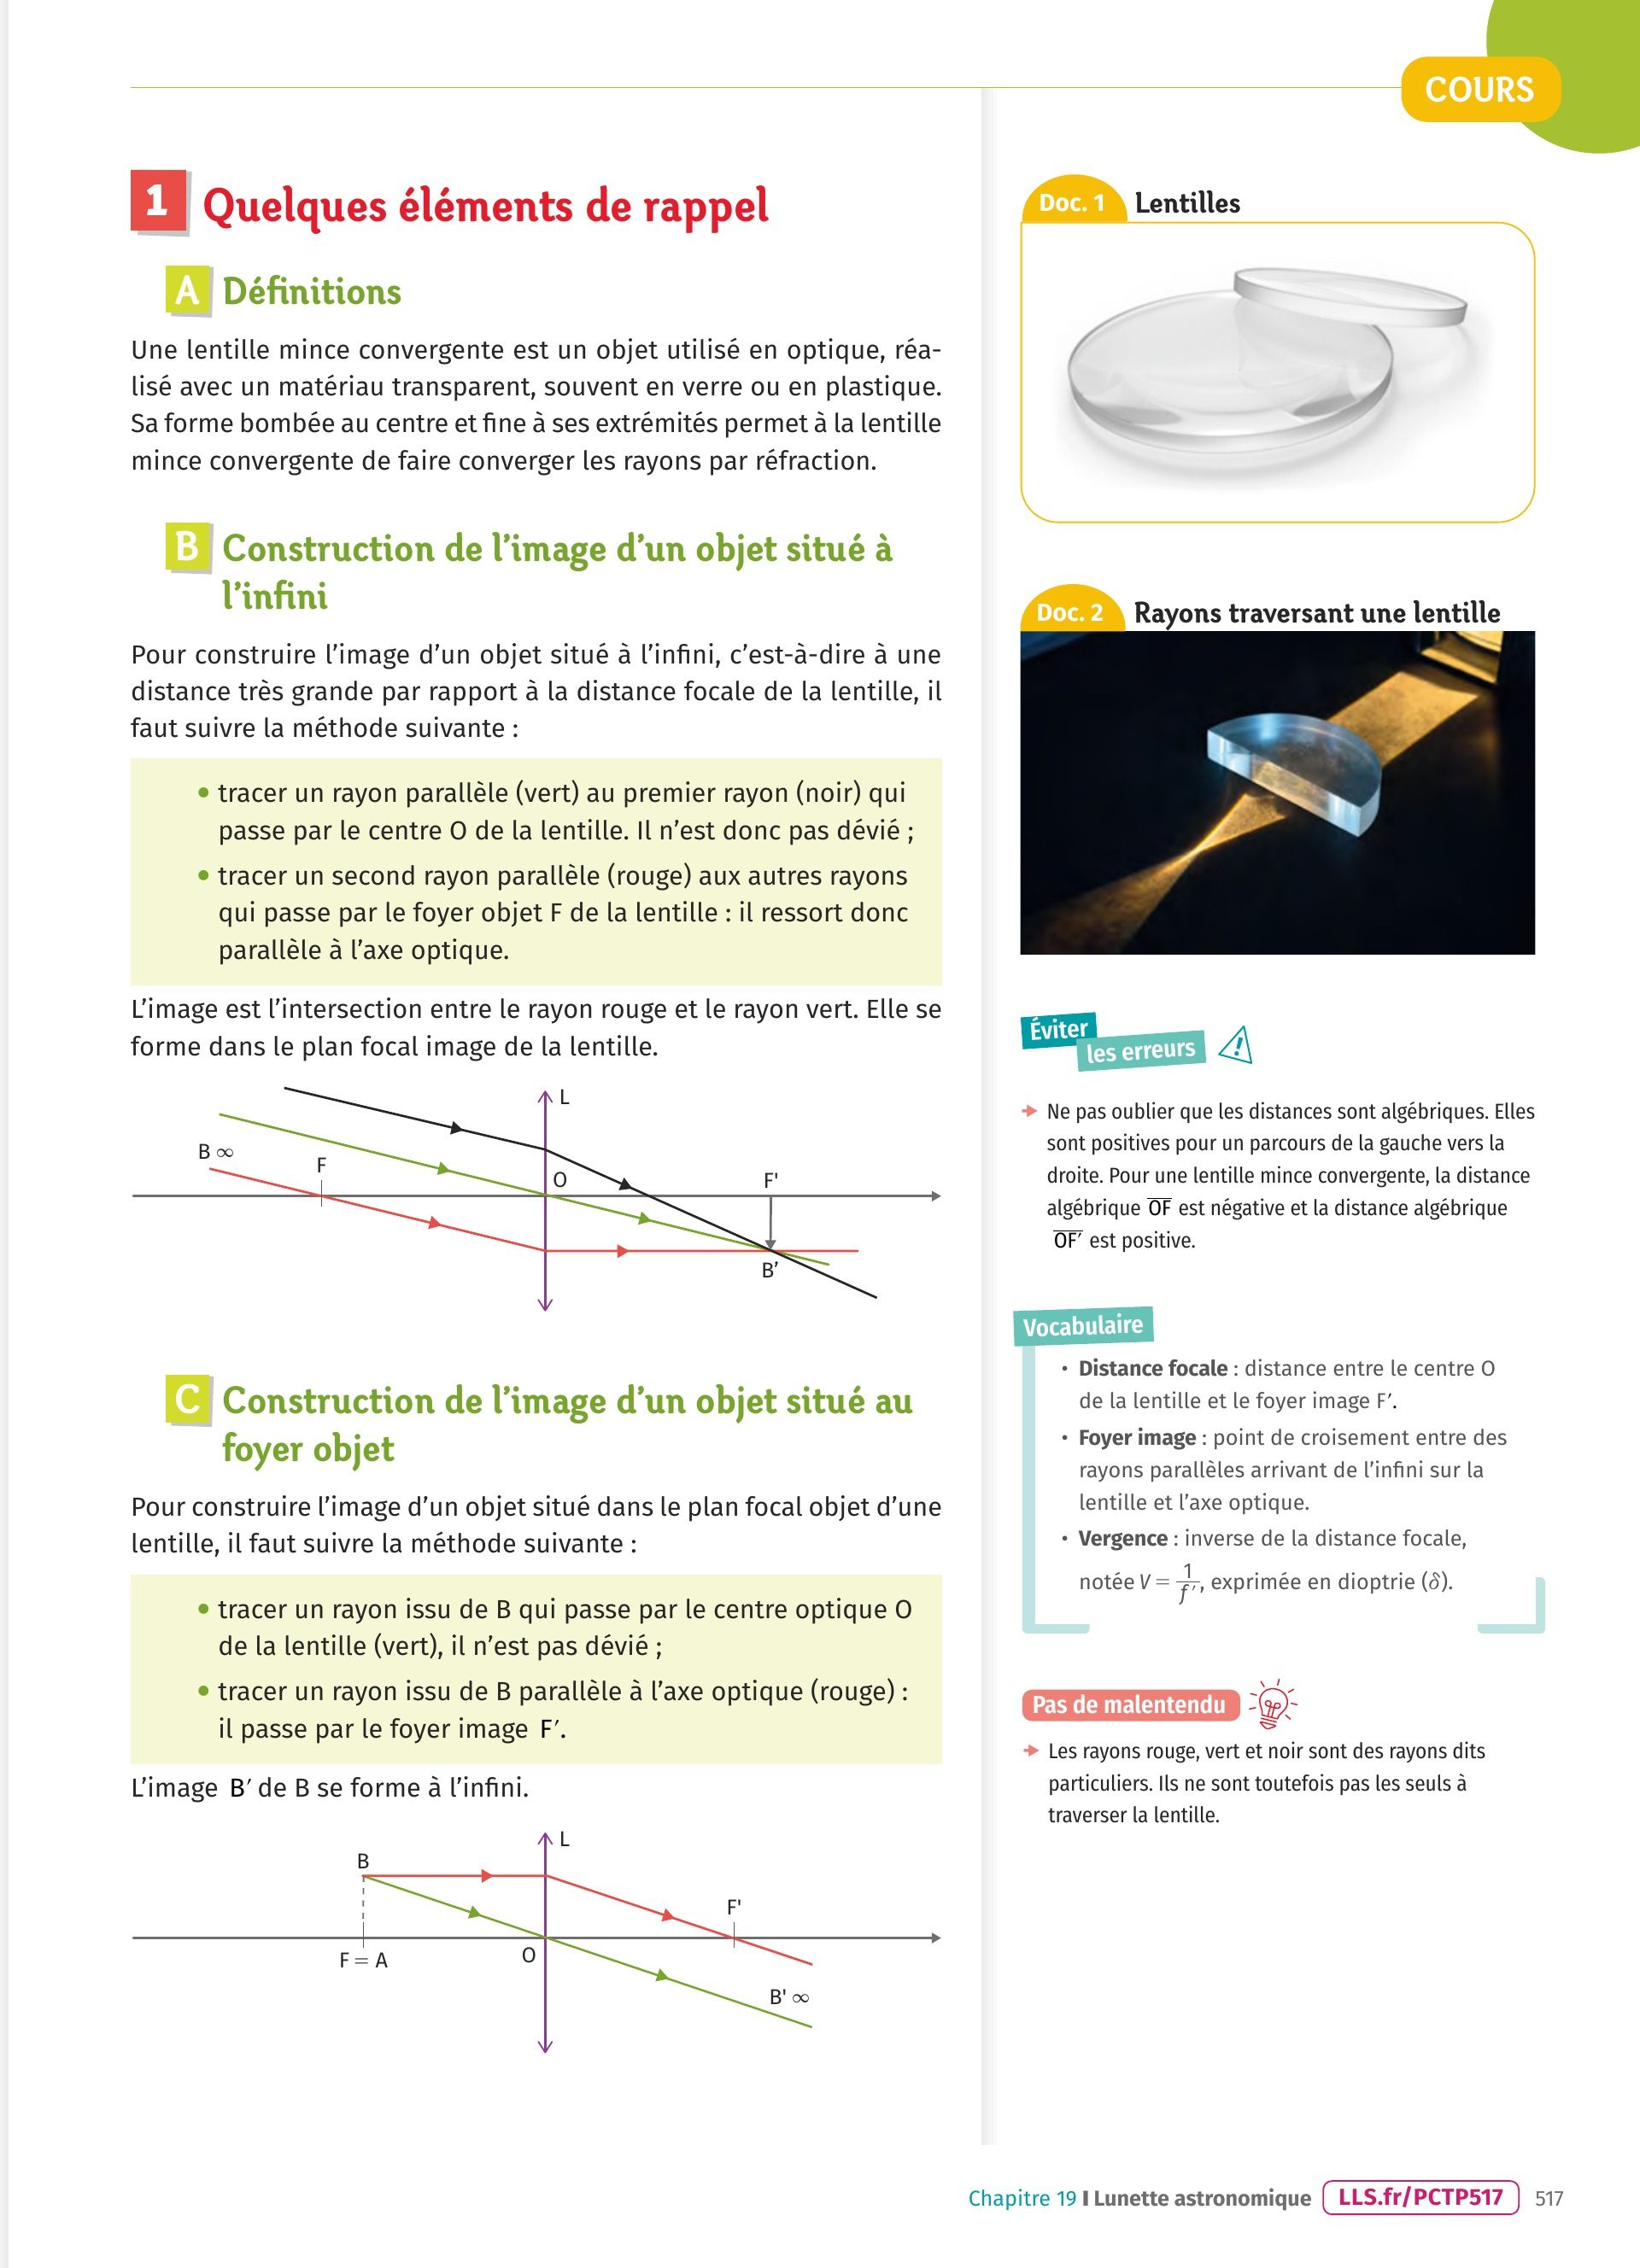 COURS
1 Quelques éléments de rappel
A Définitions
Une lentille mince convergente est un objet utilisé en optique, réa-
lisé avec un matériau transparent, souvent en verre ou en plastique.
Sa forme bombée au centre et fine à ses extrémités permet à la lentille
mince convergente de faire converger les rayons par réfraction.
B Construction de l’image d’un objet situé à
l’infini
Pour construire l’image d’un objet situé à l’infini, c’est-à-dire à une
distance très grande par rapport à la distance focale de la lentille, il
faut suivre la méthode suivante :
• tracer un rayon parallèle (vert) au premier rayon (noir) qui
passe par le centre O de la lentille. Il n’est donc pas dévié ;
• tracer un second rayon parallèle (rouge) aux autres rayons
qui passe par le foyer objet F de la lentille : il ressort donc
parallèle à l’axe optique.
L’image est l’intersection entre le rayon rouge et le rayon vert. Elle se
forme dans le plan focal image de la lentille.
L
B ∞
F
O
F'
B’
C Construction de l’image d’un objet situé au
foyer objet
Pour construire l’image d’un objet situé dans le plan focal objet d’une
lentille, il faut suivre la méthode suivante :
• tracer un rayon issu de B qui passe par le centre optique O
de la lentille (vert), il n’est pas dévié ;
• tracer un rayon issu de B parallèle à l’axe optique (rouge) :
il passe par le foyer image F′.
L’image B′ de B se forme à l’infini.
L
B
F'
F = A
O
B' ∞
Doc. 1 Lentilles
Doc. 2 Rayons traversant une lentille
Éviter
les erreurs
Ne pas oublier que les distances sont algébriques. Elles
sont positives pour un parcours de la gauche vers la
droite. Pour une lentille mince convergente, la distance
algébrique O̅F̅ est négative et la distance algébrique
O̅F̅′ est positive.
Vocabulaire
• Distance focale : distance entre le centre O
de la lentille et le foyer image F′.
• Foyer image : point de croisement entre des
rayons parallèles arrivant de l’infini sur la
lentille et l’axe optique.
• Vergence : inverse de la distance focale,
notée V = 1/f′, exprimée en dioptrie (δ).
Pas de malentendu
Les rayons rouge, vert et noir sont des rayons dits
particuliers. Ils ne sont toutefois pas les seuls à
traverser la lentille.
Chapitre 19 I Lunette astronomique LLS.fr/PCTP517 517